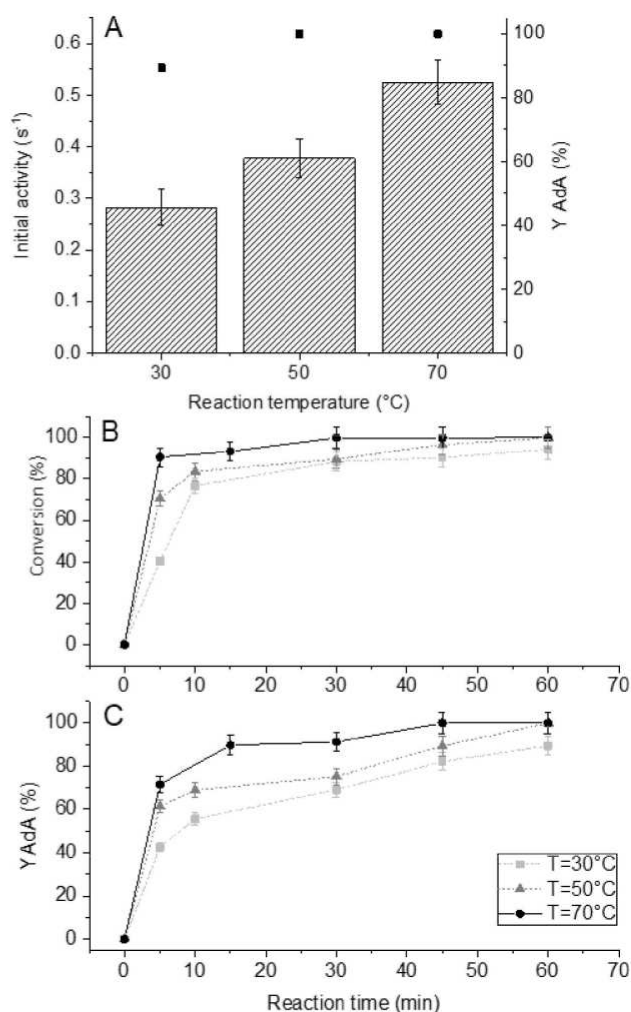 A
Initial activity (s⁻¹)
0.6
0.5
0.4
0.3
0.2
0.1
0.0
100
80
60
40
20
0
Y AdA (%)
30 50 70
Reaction temperature (°C)
B
Conversion (%)
100
80
60
40
20
0
0 10 20 30 40 50 60 70
C
Y AdA (%)
100
80
60
40
20
0
T=30°C
T=50°C
T=70°C
0 10 20 30 40 50 60 70
Reaction time (min)